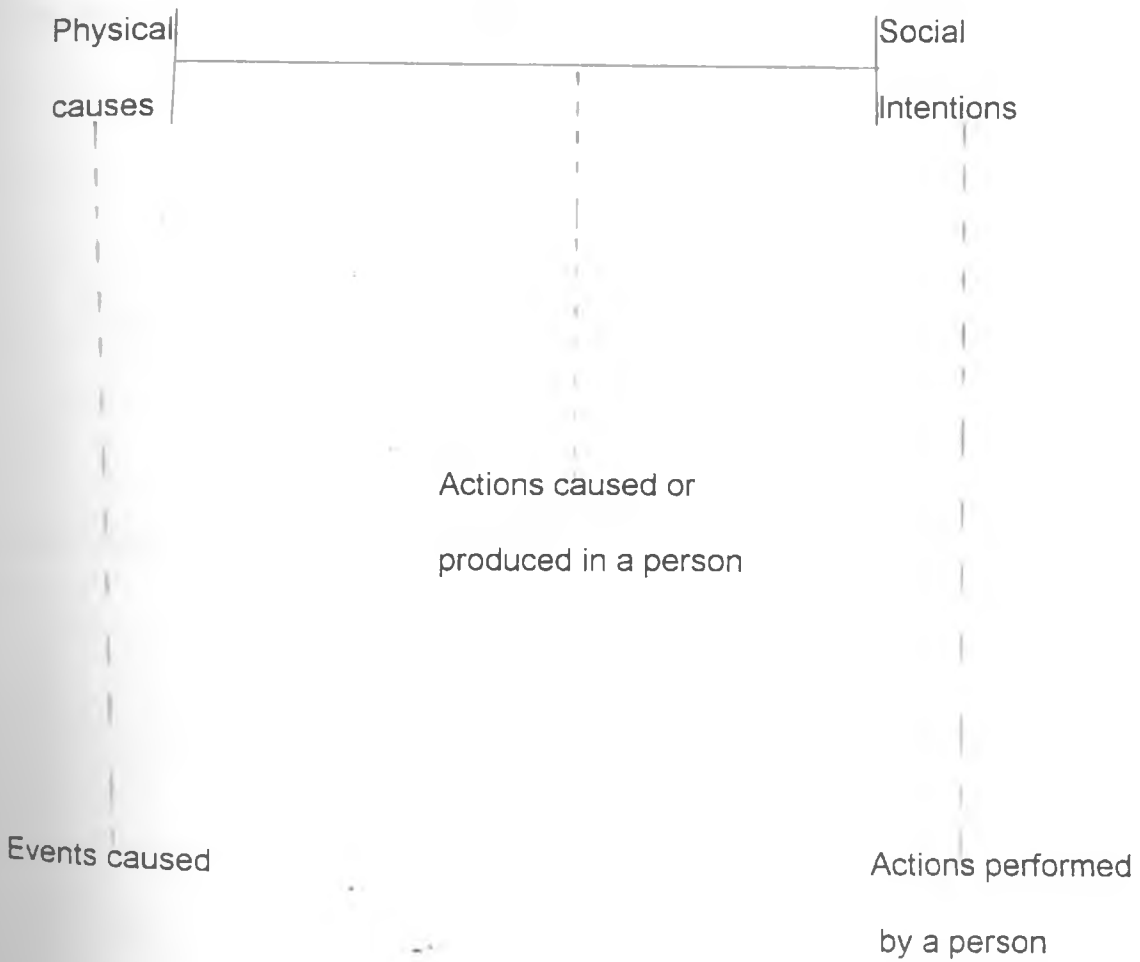 Physical
causes
Social
Intentions
Actions caused or
produced in a person
Events caused
Actions performed
by a person